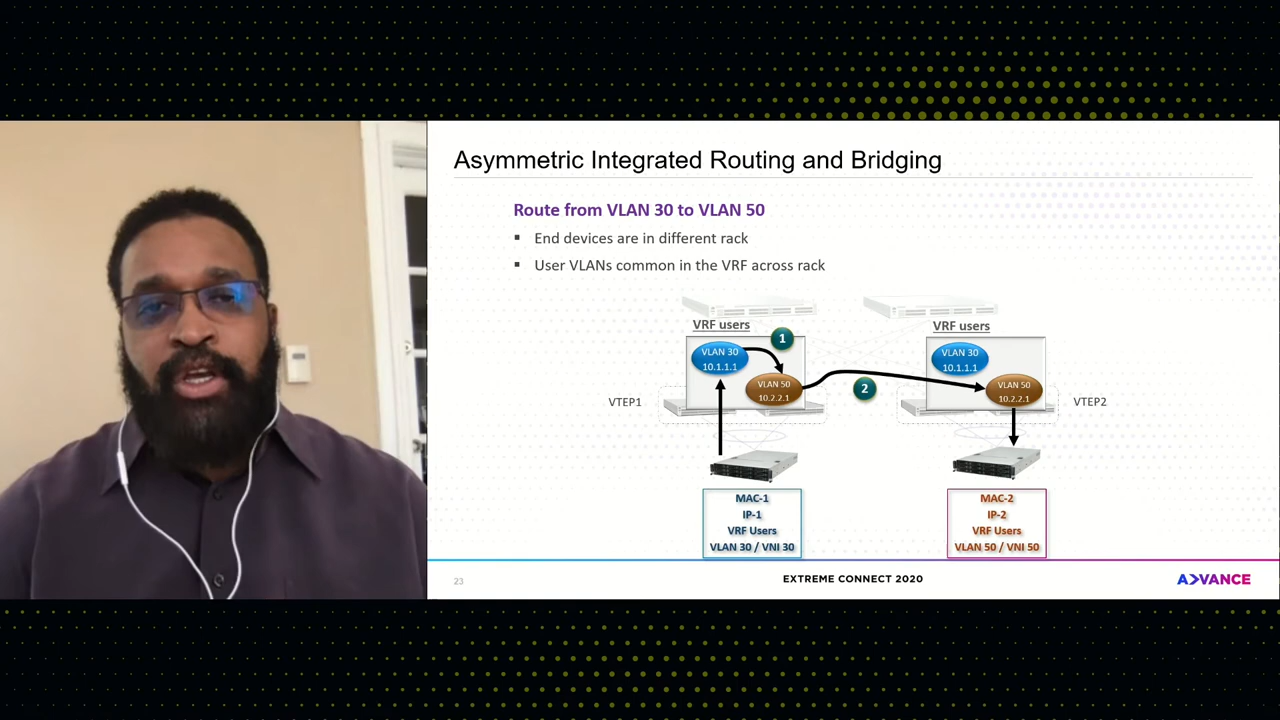 Asymmetric Integrated Routing and Bridging
Route from VLAN 30 to VLAN 50
End devices are in different rack
User VLANs common in the VRF across rack
VRF users
VRF users
1
VLAN 30
10.1.1.1
VLAN 30
10.1.1.1
VLAN 50
10.2.2.1
2
VLAN 50
10.2.2.1
VTEP1
VTEP2
MAC-1
IP-1
VRF Users
VLAN 30 / VNI 30
MAC-2
IP-2
VRF Users
VLAN 50 / VNI 50
23
EXTREME CONNECT 2020
ADVANCE